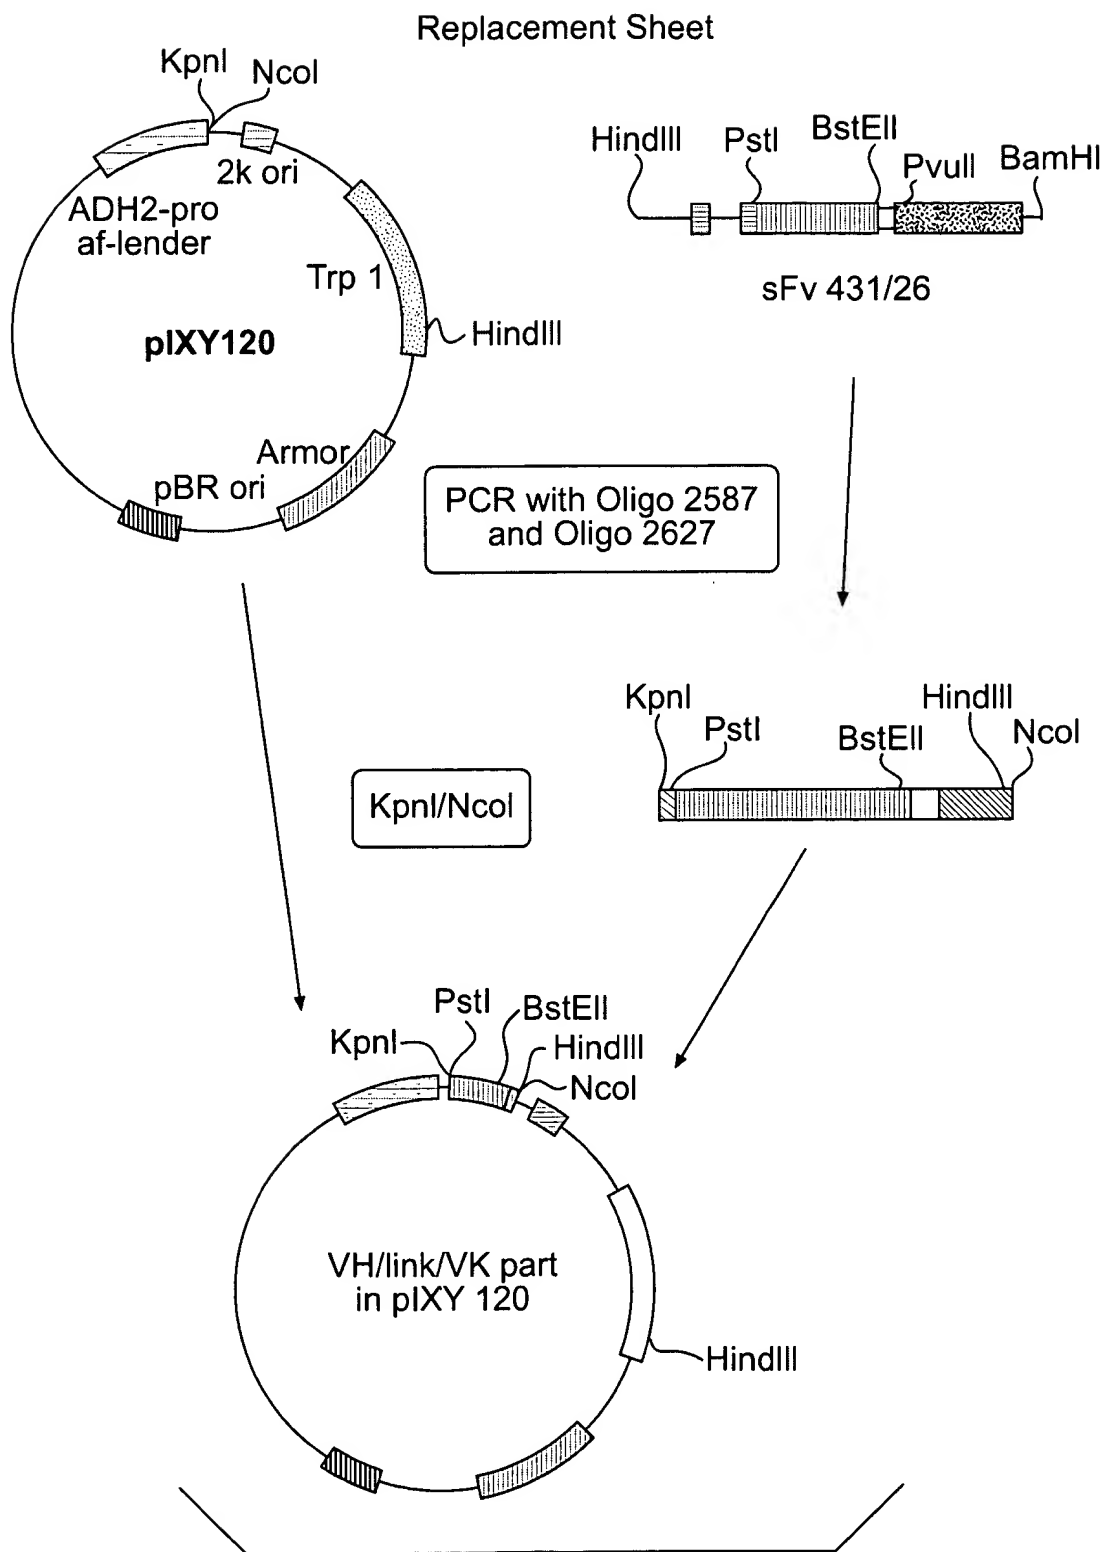 Replacement Sheet
KpnI
NcoI
2k ori
ADH2-pro
af-lender
Trp 1
pIXY120
HindIII
Armor
pBR ori
HindIII
PstI
BstEII
PvuII
BamHI
sFv 431/26
PCR with Oligo 2587
and Oligo 2627
KpnI
PstI
BstEII
HindIII
NcoI
KpnI/NcoI
KpnI
PstI
BstEII
HindIII
NcoI
VH/link/VK part
in pIXY 120
HindIII